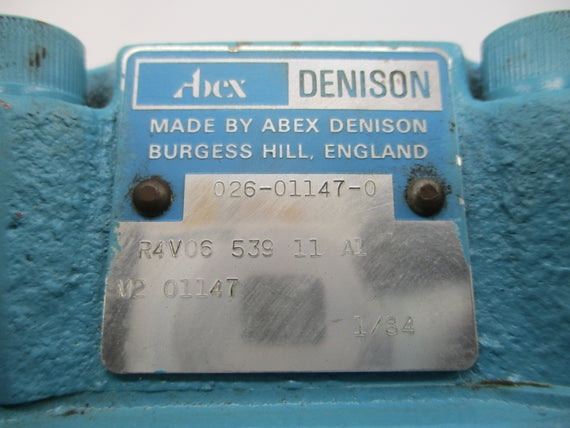 Abex DENISON
MADE BY ABEX DENISON
BURGESS HILL, ENGLAND
026-01147-0
R4V06 539 11 A1
W2 01147
1/84